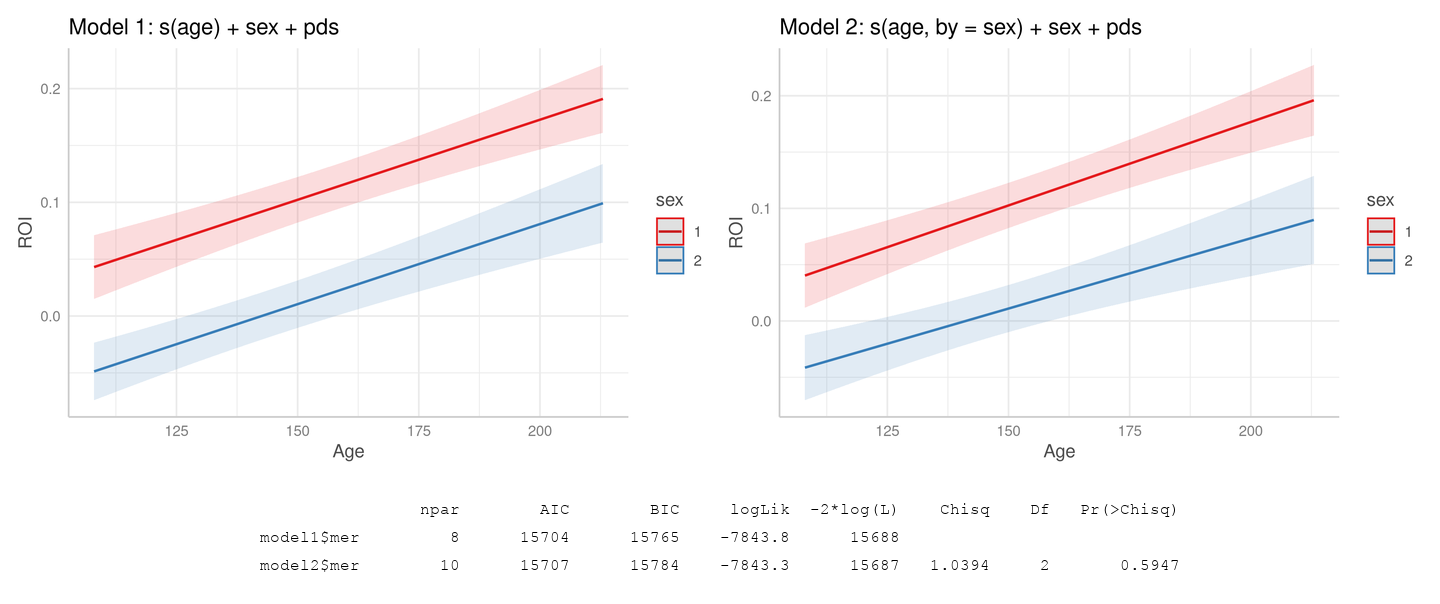 Model 1: s(age) + sex + pds
ROI
0.2
0.1
0.0
125 150 175 200
Age
sex
1
2
Model 2: s(age, by = sex) + sex + pds
ROI
0.2
0.1
0.0
125 150 175 200
Age
sex
1
2
npar AIC BIC logLik -2*log(L) Chisq Df Pr(>Chisq)
model1$mer 8 15704 15765 -7843.8 15688
model2$mer 10 15707 15784 -7843.3 15687 1.0394 2 0.5947